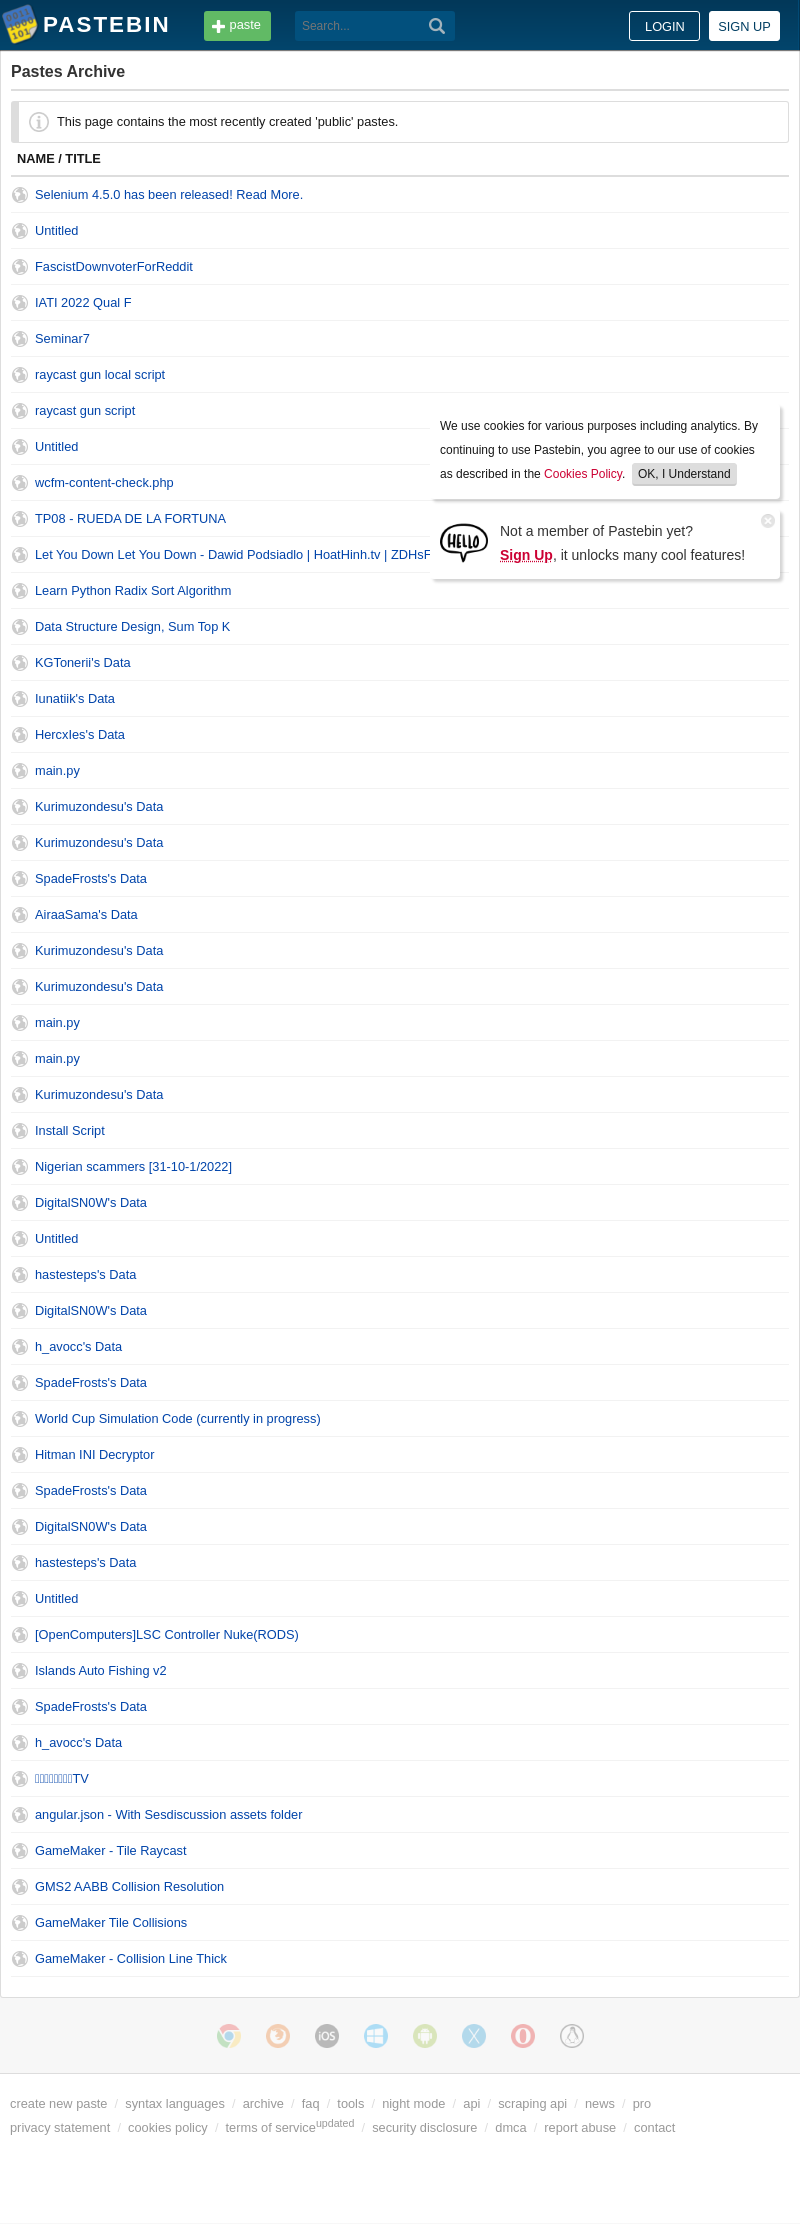 PASTEBIN
paste
Search...
LOGIN
SIGN UP
Pastes Archive
This page contains the most recently created 'public' pastes.
NAME / TITLE
Selenium 4.5.0 has been released! Read More.
Untitled
FascistDownvoterForReddit
IATI 2022 Qual F
Seminar7
raycast gun local script
raycast gun script
Untitled
wcfm-content-check.php
TP08 - RUEDA DE LA FORTUNA
Let You Down Let You Down - Dawid Podsiadlo | HoatHinh.tv | ZDHsF
We use cookies for various purposes including analytics. By
continuing to use Pastebin, you agree to our use of cookies
as described in the Cookies Policy. OK, I Understand
HELLO
Not a member of Pastebin yet?
Sign Up, it unlocks many cool features!
Learn Python Radix Sort Algorithm
Data Structure Design, Sum Top K
KGTonerii's Data
Iunatiik's Data
HercxIes's Data
main.py
Kurimuzondesu's Data
Kurimuzondesu's Data
SpadeFrosts's Data
AiraaSama's Data
Kurimuzondesu's Data
Kurimuzondesu's Data
main.py
main.py
Kurimuzondesu's Data
Install Script
Nigerian scammers [31-10-1/2022]
DigitalSN0W's Data
Untitled
hastesteps's Data
DigitalSN0W's Data
h_avocc's Data
SpadeFrosts's Data
World Cup Simulation Code (currently in progress)
Hitman INI Decryptor
SpadeFrosts's Data
DigitalSN0W's Data
hastesteps's Data
Untitled
[OpenComputers]LSC Controller Nuke(RODS)
Islands Auto Fishing v2
SpadeFrosts's Data
h_avocc's Data
TV
angular.json - With Sesdiscussion assets folder
GameMaker - Tile Raycast
GMS2 AABB Collision Resolution
GameMaker Tile Collisions
GameMaker - Collision Line Thick
iOS
create new paste / syntax languages / archive / faq / tools / night mode / api / scraping api / news / pro
privacy statement / cookies policy / terms of service updated / security disclosure / dmca / report abuse / contact